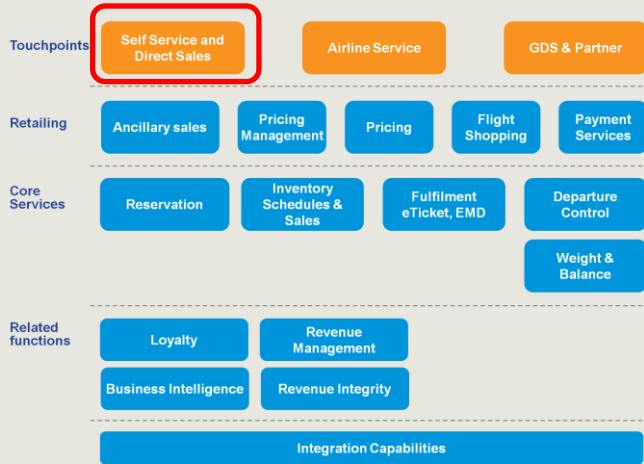 Touchpoints
Self Service and
Direct Sales
Airline Service
GDS & Partner
Retailing
Ancillary sales
Pricing
Management
Pricing
Flight
Shopping
Payment
Services
Core
Services
Reservation
Inventory
Schedules &
Sales
Fulfilment
eTicket, EMD
Departure
Control
Weight &
Balance
Related
functions
Loyalty
Revenue
Management
Business Intelligence
Revenue Integrity
Integration Capabilities